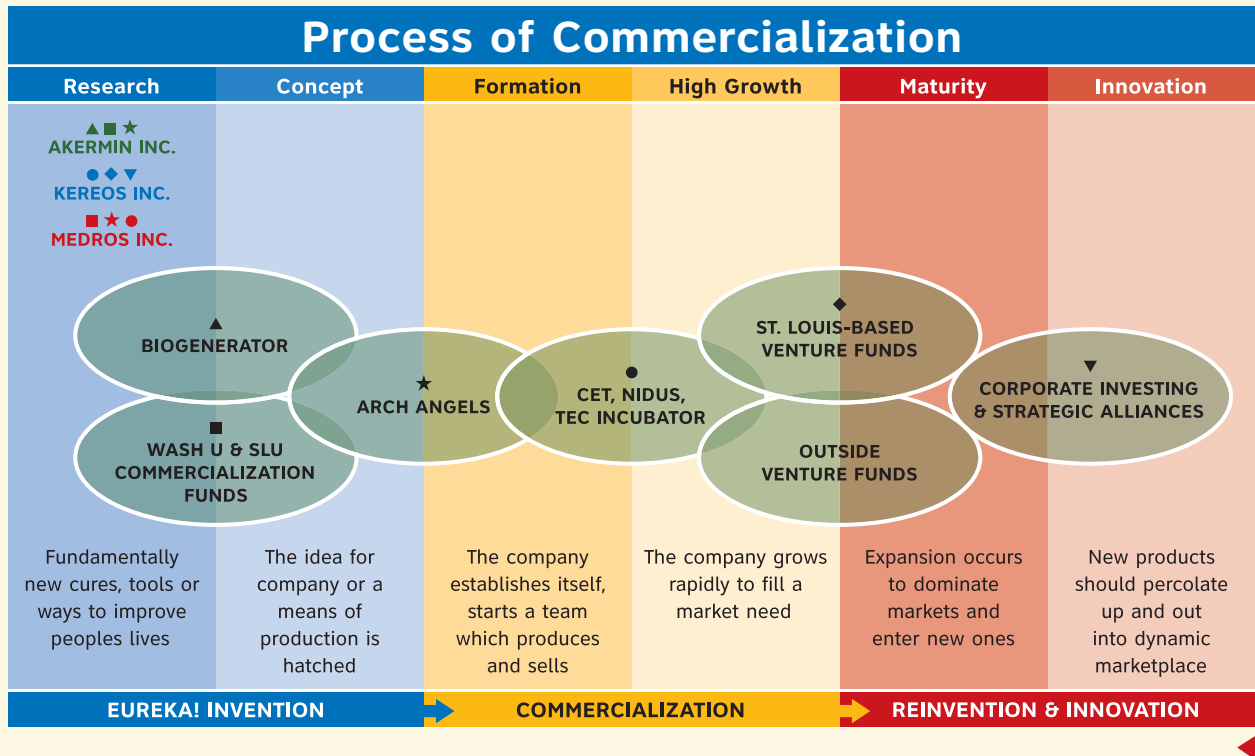 Process of Commercialization
Research
Concept
Formation
High Growth
Maturity
Innovation
AKERMIN INC.
KEREOS INC.
MEDROS INC.
BIOGENERATOR
WASH U & SLU
COMMERCIALIZATION
FUNDS
ARCH ANGELS
CET, NIDUS,
TEC INCUBATOR
ST. LOUIS-BASED
VENTURE FUNDS
OUTSIDE
VENTURE FUNDS
CORPORATE INVESTING
& STRATEGIC ALLIANCES
Fundamentally
new cures, tools or
ways to improve
peoples lives
The idea for
company or a
means of
production is
hatched
The company
establishes itself,
starts a team
which produces
and sells
The company grows
rapidly to fill a
market need
Expansion occurs
to dominate
markets and
enter new ones
New products
should percolate
up and out
into dynamic
marketplace
EUREKA! INVENTION
COMMERCIALIZATION
REINVENTION & INNOVATION